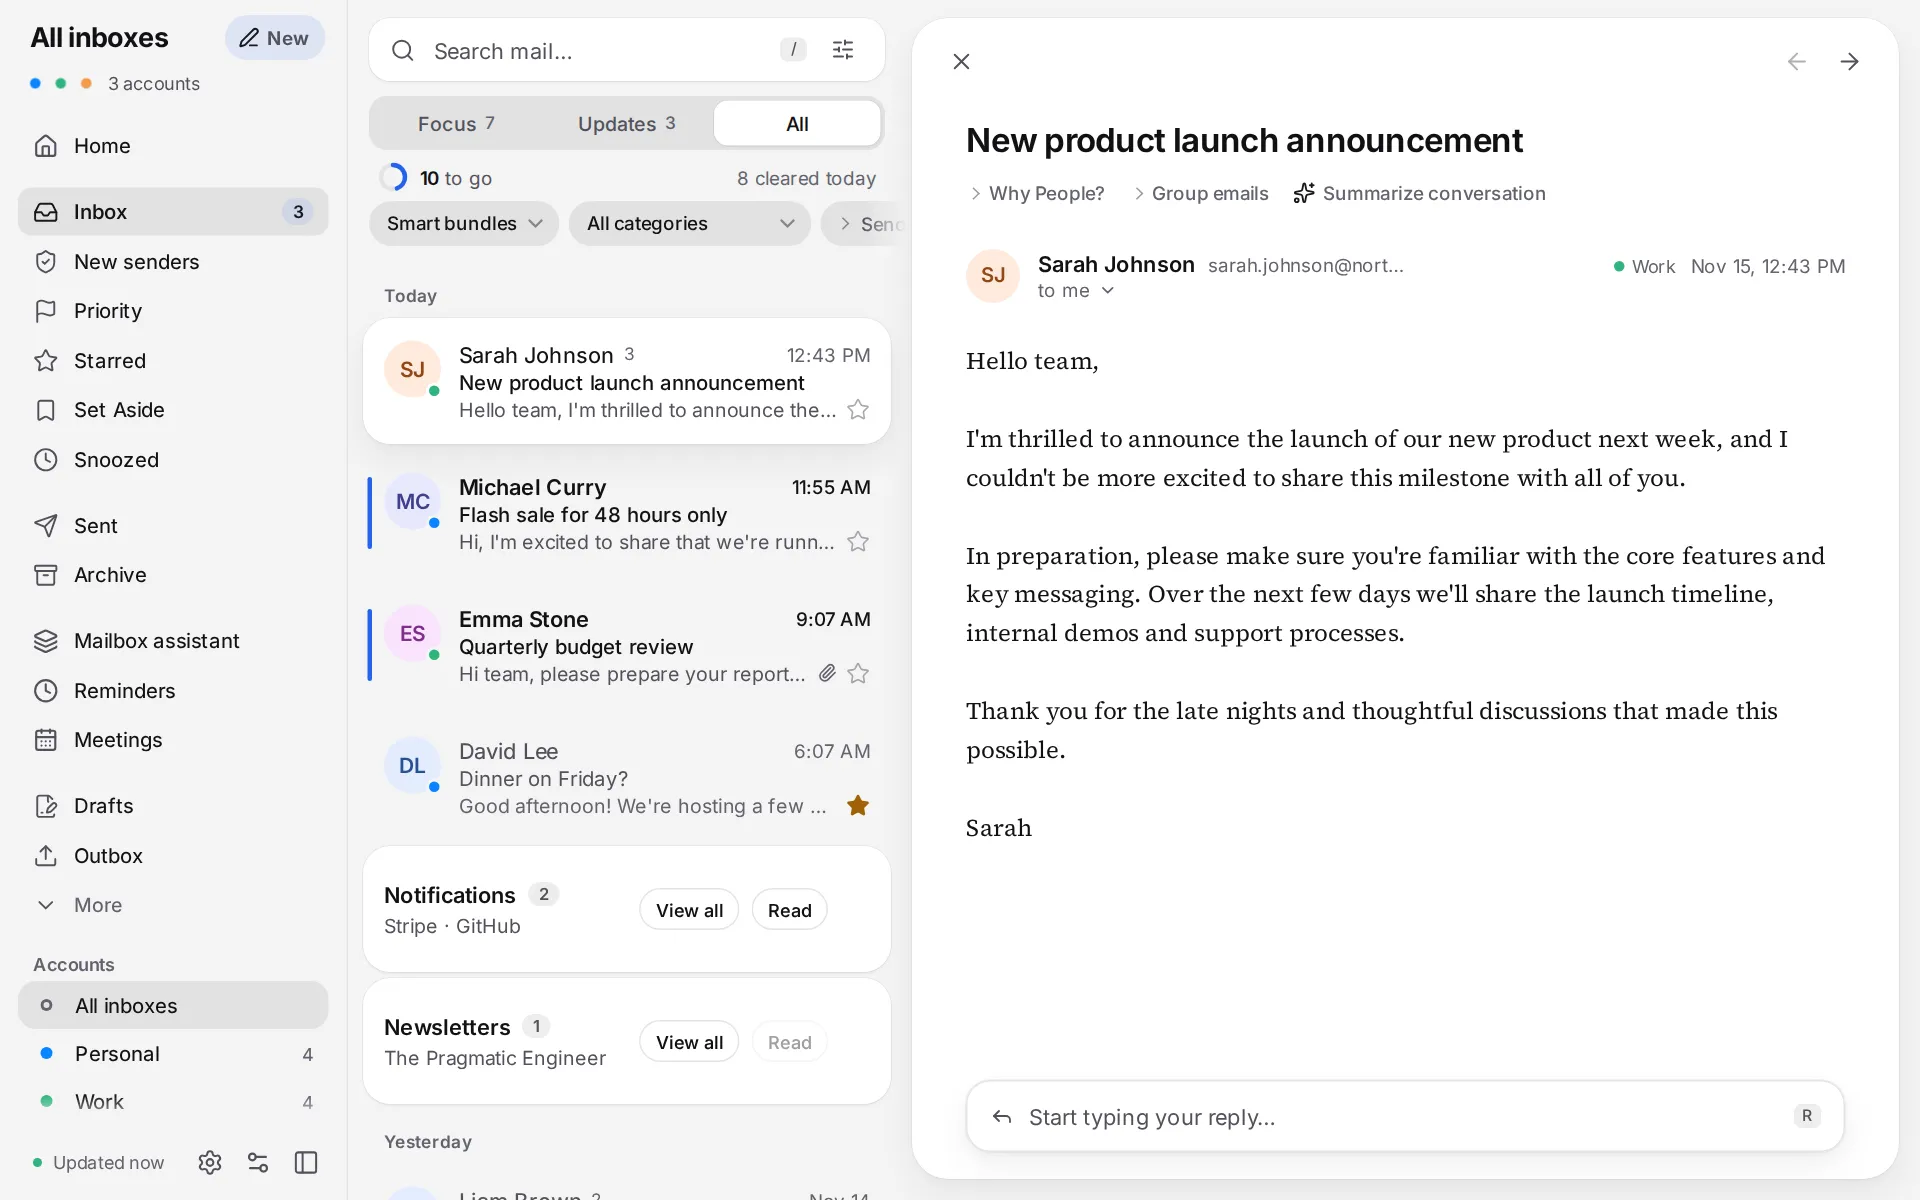 All inboxes
New
3 accounts
Home
Inbox 3
New senders
Priority
Starred
Set Aside
Snoozed
Sent
Archive
Mailbox assistant
Reminders
Meetings
Drafts
Outbox
More
Accounts
All inboxes
Personal 4
Work 4
Updated now
Search mail... /
Focus 7
Updates 3
All
10 to go
8 cleared today
Smart bundles
All categories
Today
SJ
Sarah Johnson 3 12:43 PM
New product launch announcement
Hello team, I'm thrilled to announce the...
MC
Michael Curry 11:55 AM
Flash sale for 48 hours only
Hi, I'm excited to share that we're runn...
ES
Emma Stone 9:07 AM
Quarterly budget review
Hi team, please prepare your report...
DL
David Lee 6:07 AM
Dinner on Friday?
Good afternoon! We're hosting a few ...
Notifications 2
Stripe · GitHub
View all
Read
Newsletters 1
The Pragmatic Engineer
View all
Read
Yesterday
Liam Brown 2 Nov 14
New product launch announcement
Why People?
Group emails
Summarize conversation
SJ
Sarah Johnson sarah.johnson@nort...
Work Nov 15, 12:43 PM
to me
Hello team,
I'm thrilled to announce the launch of our new product next week, and I
couldn't be more excited to share this milestone with all of you.
In preparation, please make sure you're familiar with the core features and
key messaging. Over the next few days we'll share the launch timeline,
internal demos and support processes.
Thank you for the late nights and thoughtful discussions that made this
possible.
Sarah
Start typing your reply...
R